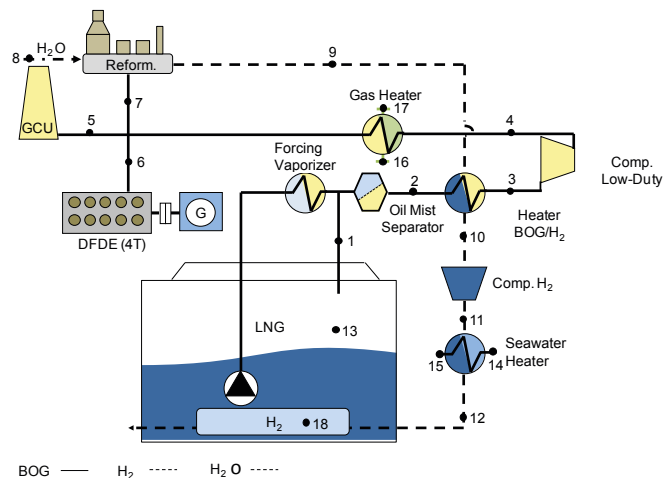 8
H₂O
9
Reform.
Gas Heater
17
7
4
5
GCU
Forcing
Vaporizer
16
6
Comp.
Low-Duty
2
3
G
Oil Mist
Separator
Heater
BOG/H₂
DFDE (4T)
10
1
Comp. H₂
11
LNG
13
Seawater
Heater
15
14
12
H₂
18
BOG
H₂
H₂O